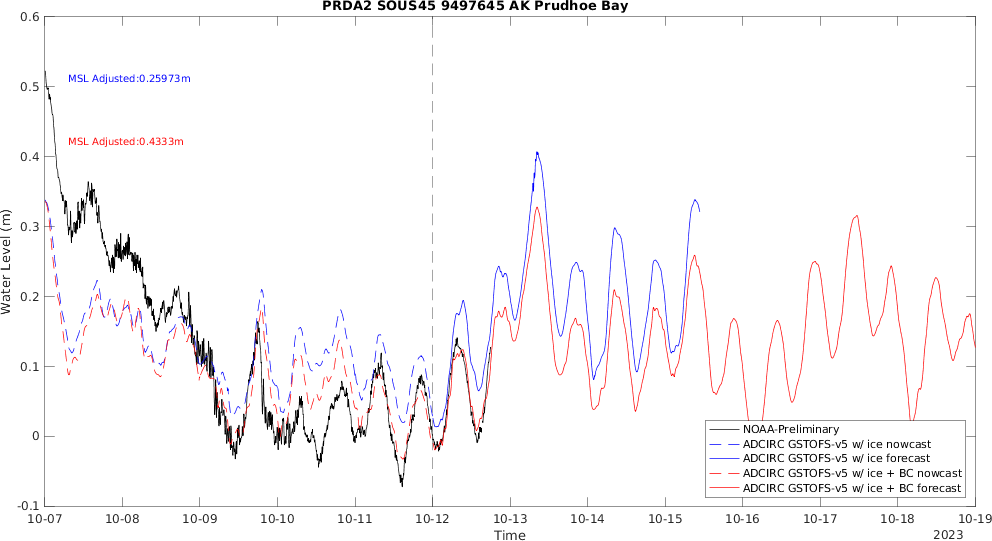 PRDA2 SOUS45 9497645 AK Prudhoe Bay
0.6
0.5
0.4
0.3
0.2
0.1
0
-0.1
Water Level (m)
MSL Adjusted:0.25973m
MSL Adjusted:0.4333m
NOAA-Preliminary
ADCIRC GSTOFS-v5 w/ ice nowcast
ADCIRC GSTOFS-v5 w/ ice forecast
ADCIRC GSTOFS-v5 w/ ice + BC nowcast
ADCIRC GSTOFS-v5 w/ ice + BC forecast
10-07 10-08 10-09 10-10 10-11 10-12 10-13 10-14 10-15 10-16 10-17 10-18 10-19
Time
2023